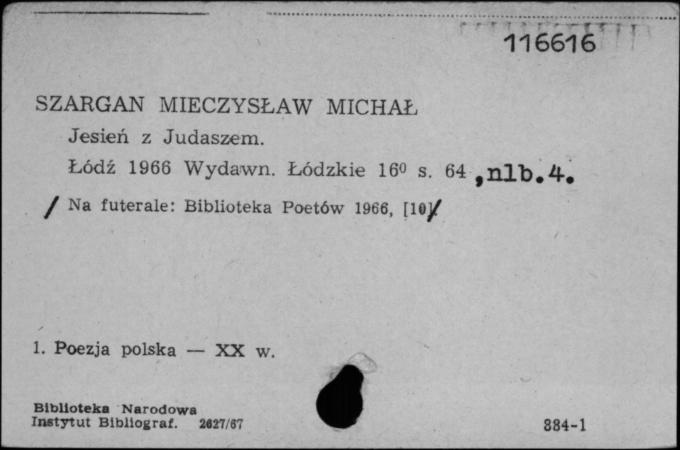 116616
SZARGAN MIECZYSŁAW MICHAŁ
Jesień z Judaszem.
Łódź 1966 Wydawn. Łódzkie 16⁰ s. 64 ,nlb.4.
/ Na futerale: Biblioteka Poetów 1966, [10]/
1. Poezja polska — XX w.
Biblioteka Narodowa
Instytut Bibliograf. 2627/67 884-1